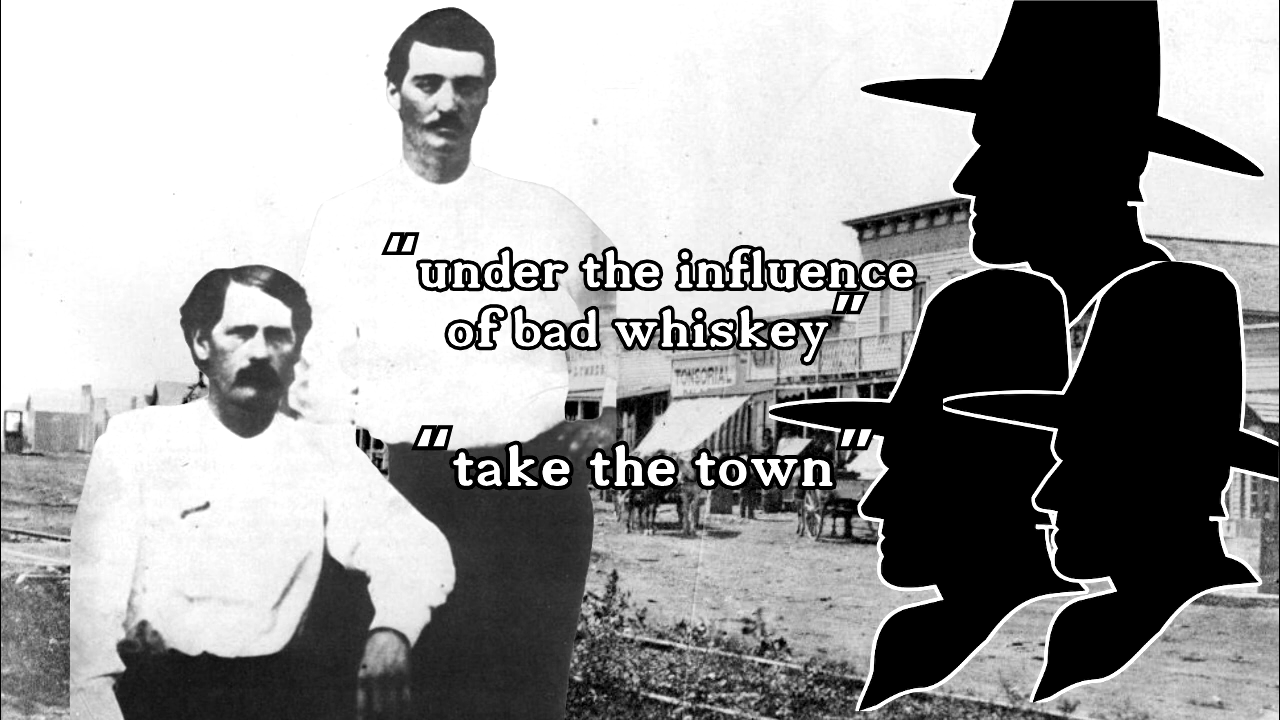 "under the influence
of bad whiskey"
"take the town"
TONSORIAL